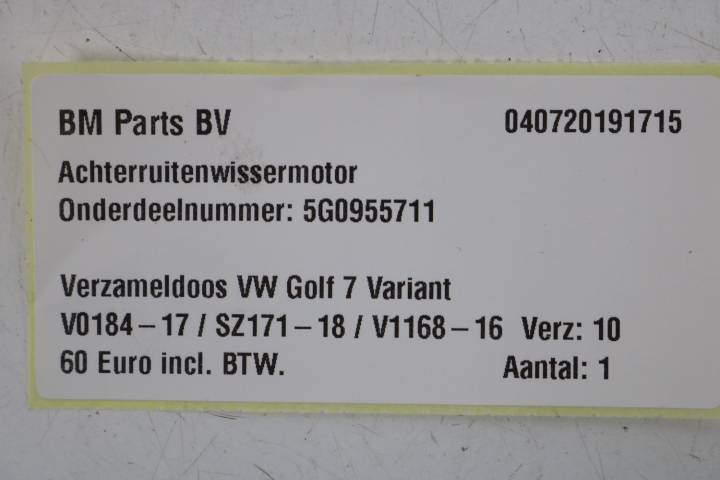 BM Parts BV 040720191715
Achterruitenwissermotor
Onderdeelnummer: 5G0955711
Verzameldoos VW Golf 7 Variant
V0184-17 / SZ171-18 / V1168-16 Verz: 10
60 Euro incl. BTW. Aantal: 1